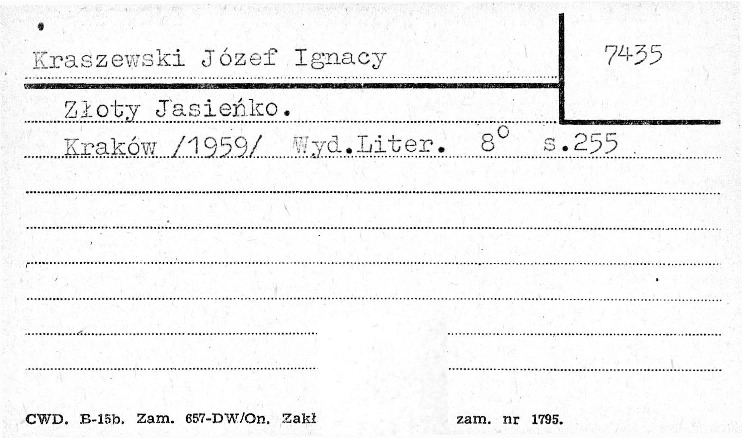 Kraszewski Józef Ignacy 7435
Złoty Jasieńko.
Kraków /1959/ Wyd.Liter. 8° s.255
CWD. B-15b. Zam. 657-DW/On. Zakł zam. nr 1795.